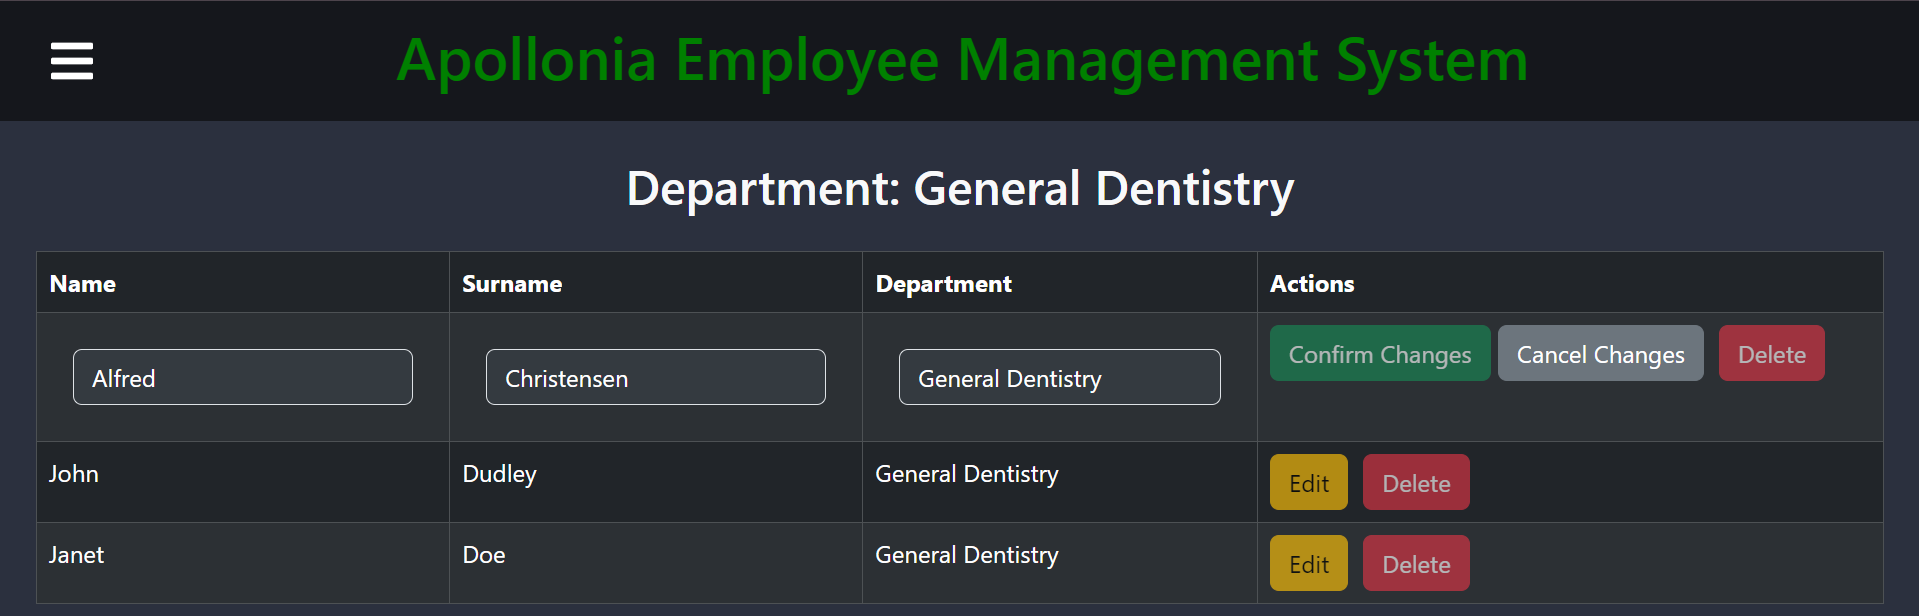 Apollonia Employee Management System
Department: General Dentistry
Name Surname Department Actions
Alfred Christensen General Dentistry Confirm Changes Cancel Changes Delete
John Dudley General Dentistry Edit Delete
Janet Doe General Dentistry Edit Delete